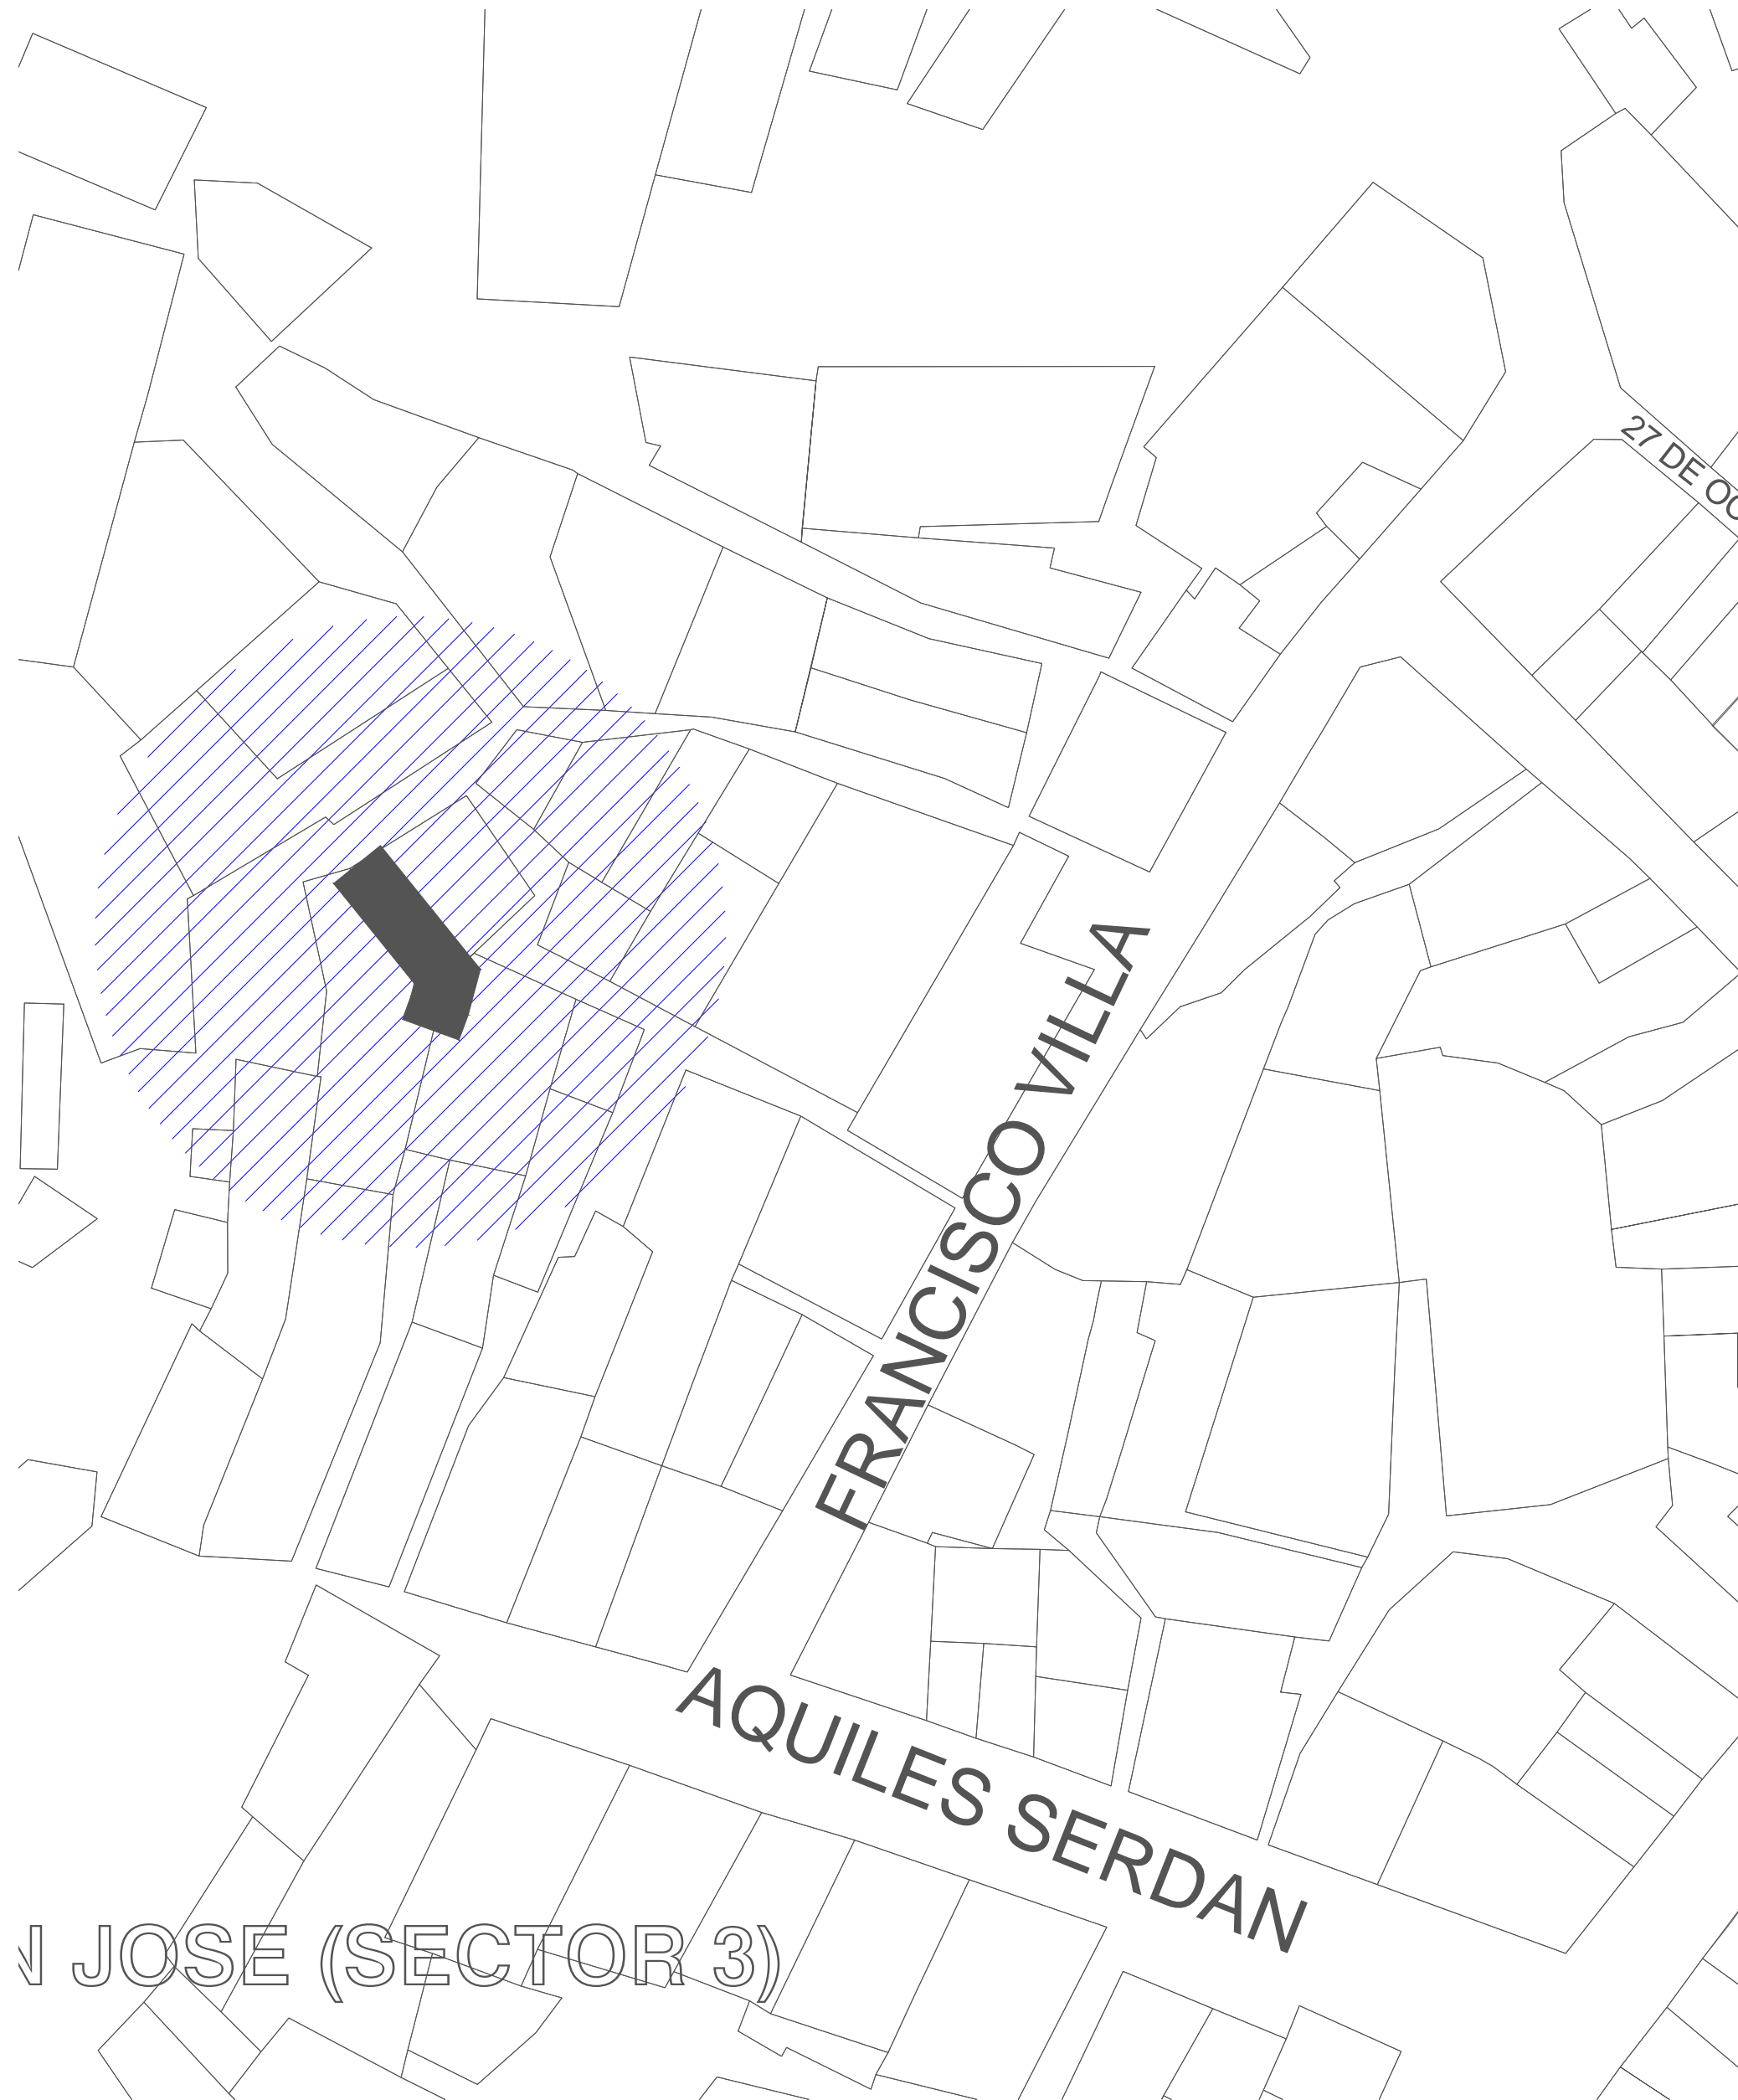 27 DE OC
FRANCISCO VILLA
AQUILES SERDAN
N JOSE (SECTOR 3)